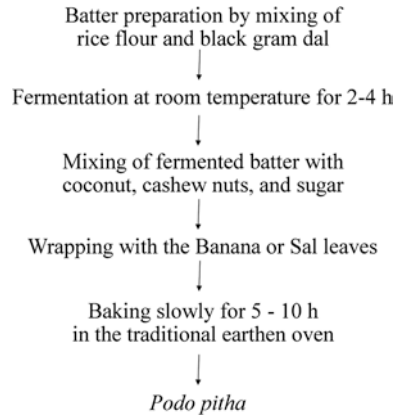 Batter preparation by mixing of
rice flour and black gram dal
Fermentation at room temperature for 2-4 h
Mixing of fermented batter with
coconut, cashew nuts, and sugar
Wrapping with the Banana or Sal leaves
Baking slowly for 5 - 10 h
in the traditional earthen oven
Podo pitha